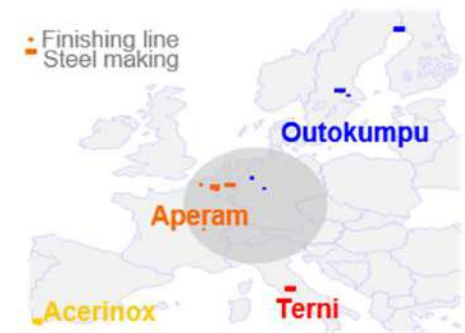 Finishing line
Steel making
Outokumpu
Aperam
Acerinox
Terni